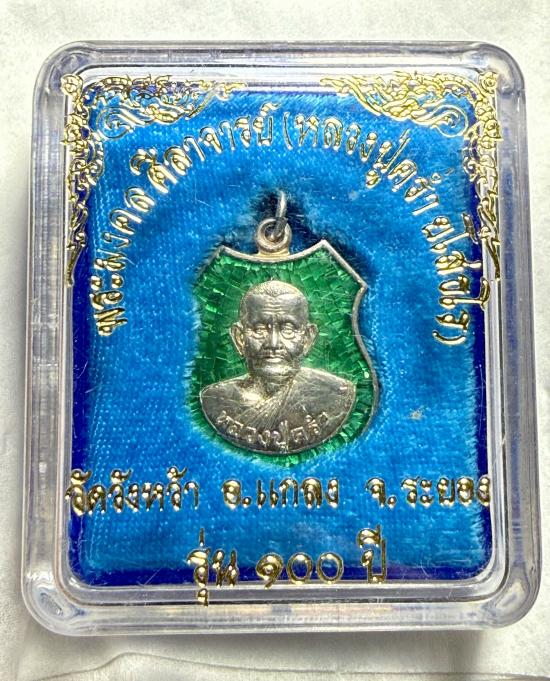 พระมงคลศีลาจารย์ (หลวงปู่คร่ำ ยโสธโร)
หลวงปู่คร่ำ
วัดวังหว้า อ.แกลง จ.ระยอง
รุ่น ๑๐๐ ปี